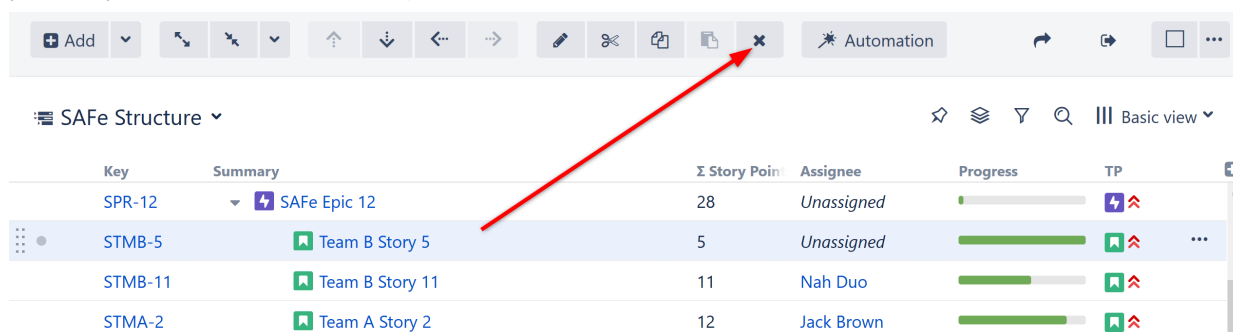 Add
Automation
SAFe Structure
Basic view
Key Summary Σ Story Point Assignee Progress TP
SPR-12 SAFe Epic 12 28 Unassigned
STMB-5 Team B Story 5 5 Unassigned
STMB-11 Team B Story 11 11 Nah Duo
STMA-2 Team A Story 2 12 Jack Brown